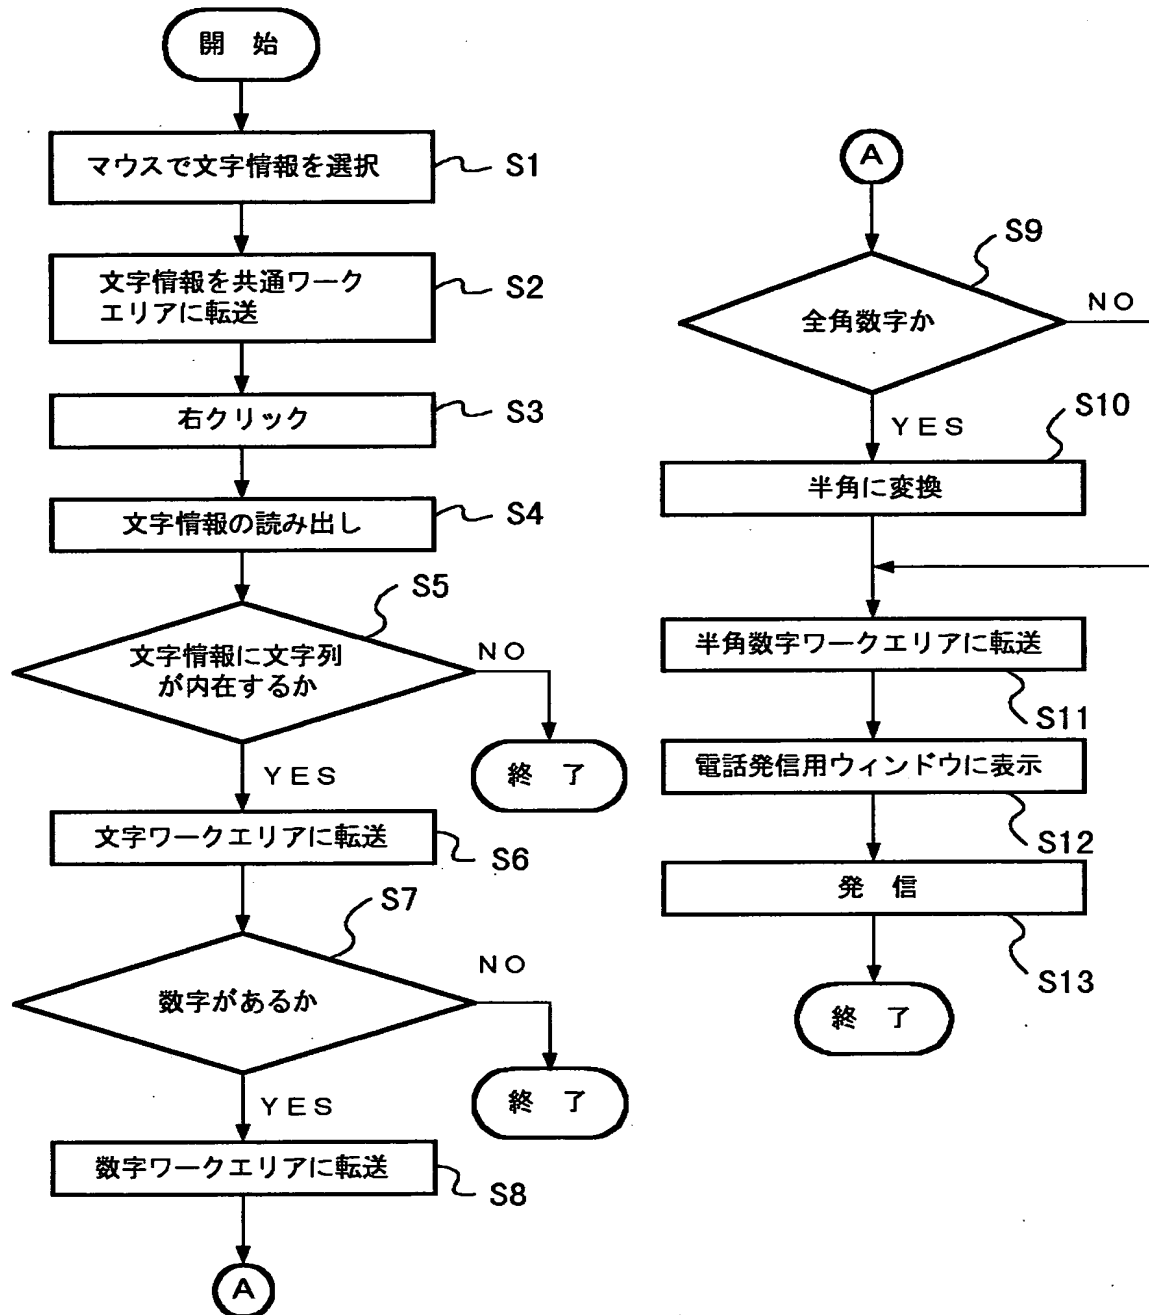 開 始
マウスで文字情報を選択
S1
文字情報を共通ワーク
エリアに転送
S2
右クリック
S3
文字情報の読み出し
S4
S5
文字情報に文字列
が内在するか
NO
終 了
YES
文字ワークエリアに転送
S6
S7
数字があるか
NO
終 了
YES
数字ワークエリアに転送
S8
A
A
S9
全角数字か
NO
YES
S10
半角に変換
半角数字ワークエリアに転送
S11
電話発信用ウィンドウに表示
S12
発 信
S13
終 了